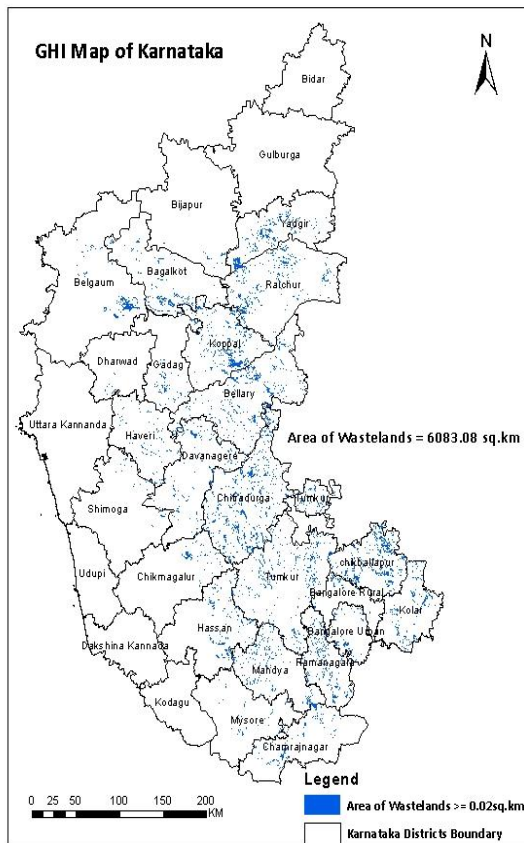 GHI Map of Karnataka
N
Bidar
Gulburga
Bijapur
Yadgir
Bagalkot
Belgaum
Raichur
Koppal
Dharwad
Gadag
Bellary
Uttara Kannanda
Haveri
Area of Wastelands = 6083.08 sq.km
Davanagere
Chitradurga
Tumkur
Shimoga
chikballapur
Udupi
Chikmagalur
Tumkur
Bangalore Rural
Kolar
Hassan
Bangalore Urban
Dakshina Kannada
Ramanagara
Mandya
Kodagu
Mysore
Chamrajnagar
Legend
Area of Wastelands >= 0.02sq.km
Karnataka Districts Boundary
0 25 50 100 150 200
KM